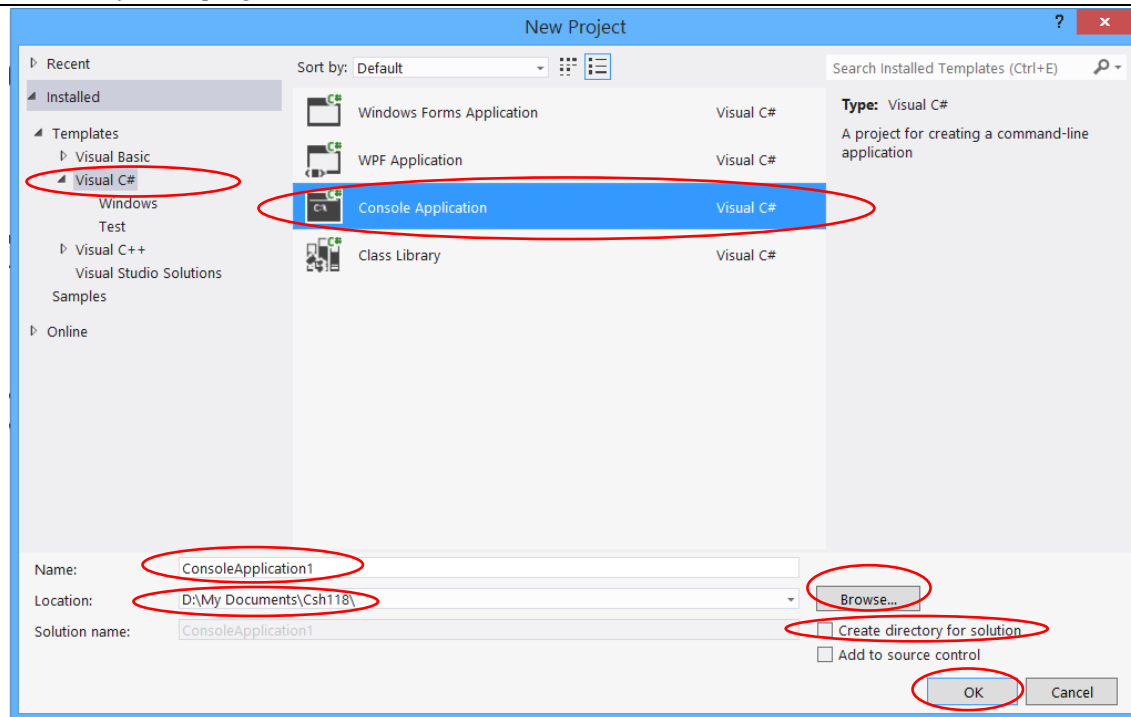 New Project
?
Recent
Installed
Templates
Visual Basic
Visual C#
Windows
Test
Visual C++
Visual Studio Solutions
Samples
Online
Sort by: Default
Windows Forms Application Visual C#
WPF Application Visual C#
Console Application Visual C#
Class Library Visual C#
Search Installed Templates (Ctrl+E)
Type: Visual C#
A project for creating a command-line
application
Name: ConsoleApplication1
Location: D:\My Documents\Csh118\
Browse...
Solution name: ConsoleApplication1
Create directory for solution
Add to source control
OK Cancel